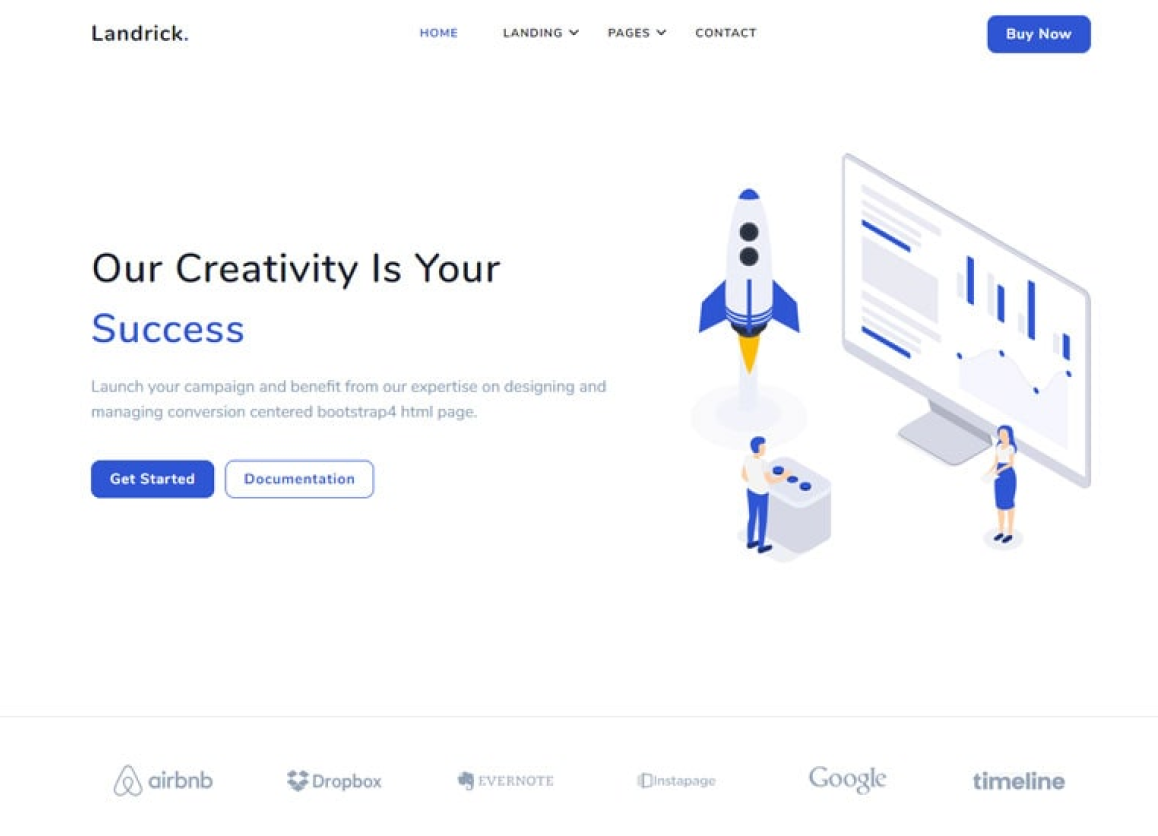 Landrick.
HOME LANDING PAGES CONTACT
Buy Now
Our Creativity Is Your
Success
Launch your campaign and benefit from our expertise on designing and
managing conversion centered bootstrap4 html page.
Get Started Documentation
airbnb Dropbox EVERNOTE Instapage Google timeline